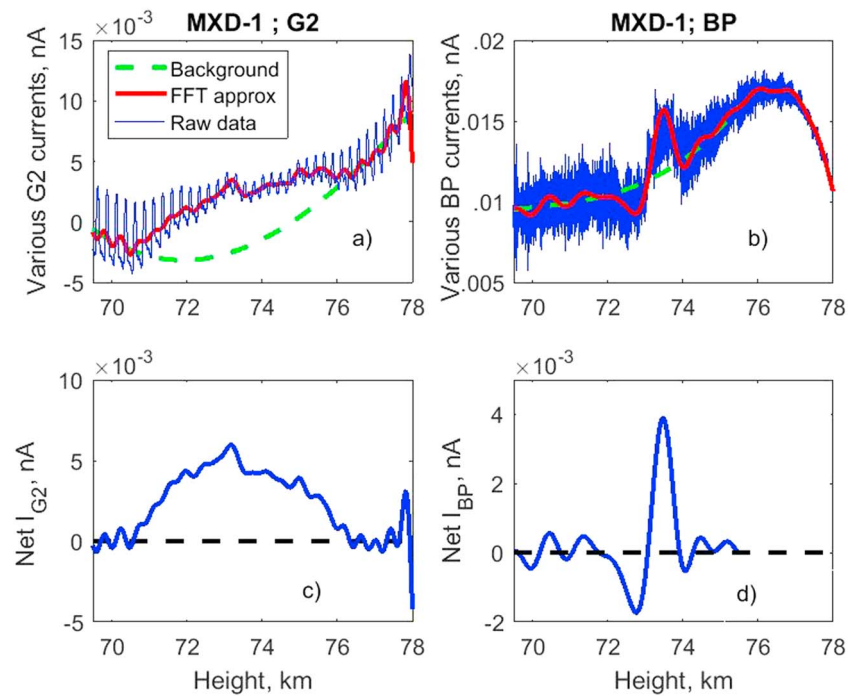 MXD-1 ; G2
MXD-1; BP
×10⁻³
Various G2 currents, nA
15
10
5
0
-5
Background
FFT approx
Raw data
a)
70 72 74 76 78
Various BP currents, nA
.02
.015
.01
.005
b)
70 72 74 76 78
×10⁻³
Net I_G2, nA
10
5
0
-5
c)
70 72 74 76 78
Height, km
×10⁻³
Net I_BP, nA
4
2
0
-2
d)
70 72 74 76 78
Height, km